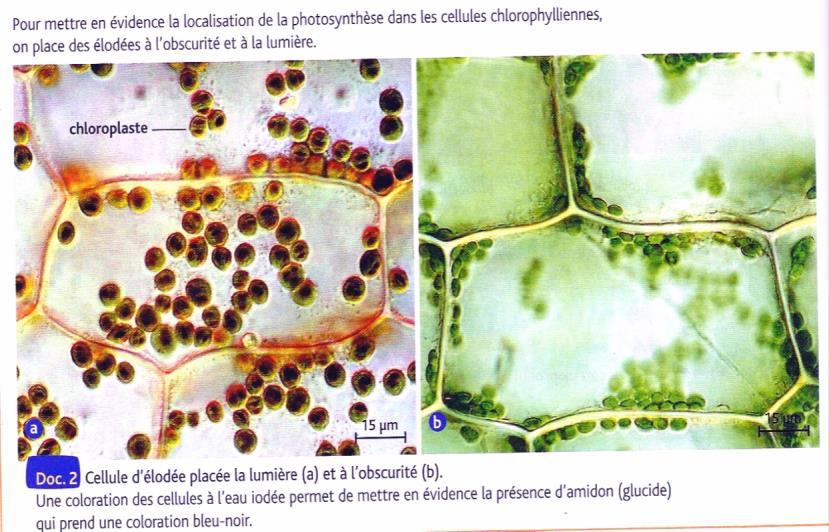 Pour mettre en évidence la localisation de la photosynthèse dans les cellules chlorophylliennes,
on place des élodées à l'obscurité et à la lumière.
chloroplaste
a
15 µm
b
15 µm
Doc. 2 Cellule d'élodée placée la lumière (a) et à l'obscurité (b).
Une coloration des cellules à l'eau iodée permet de mettre en évidence la présence d'amidon (glucide)
qui prend une coloration bleu-noir.